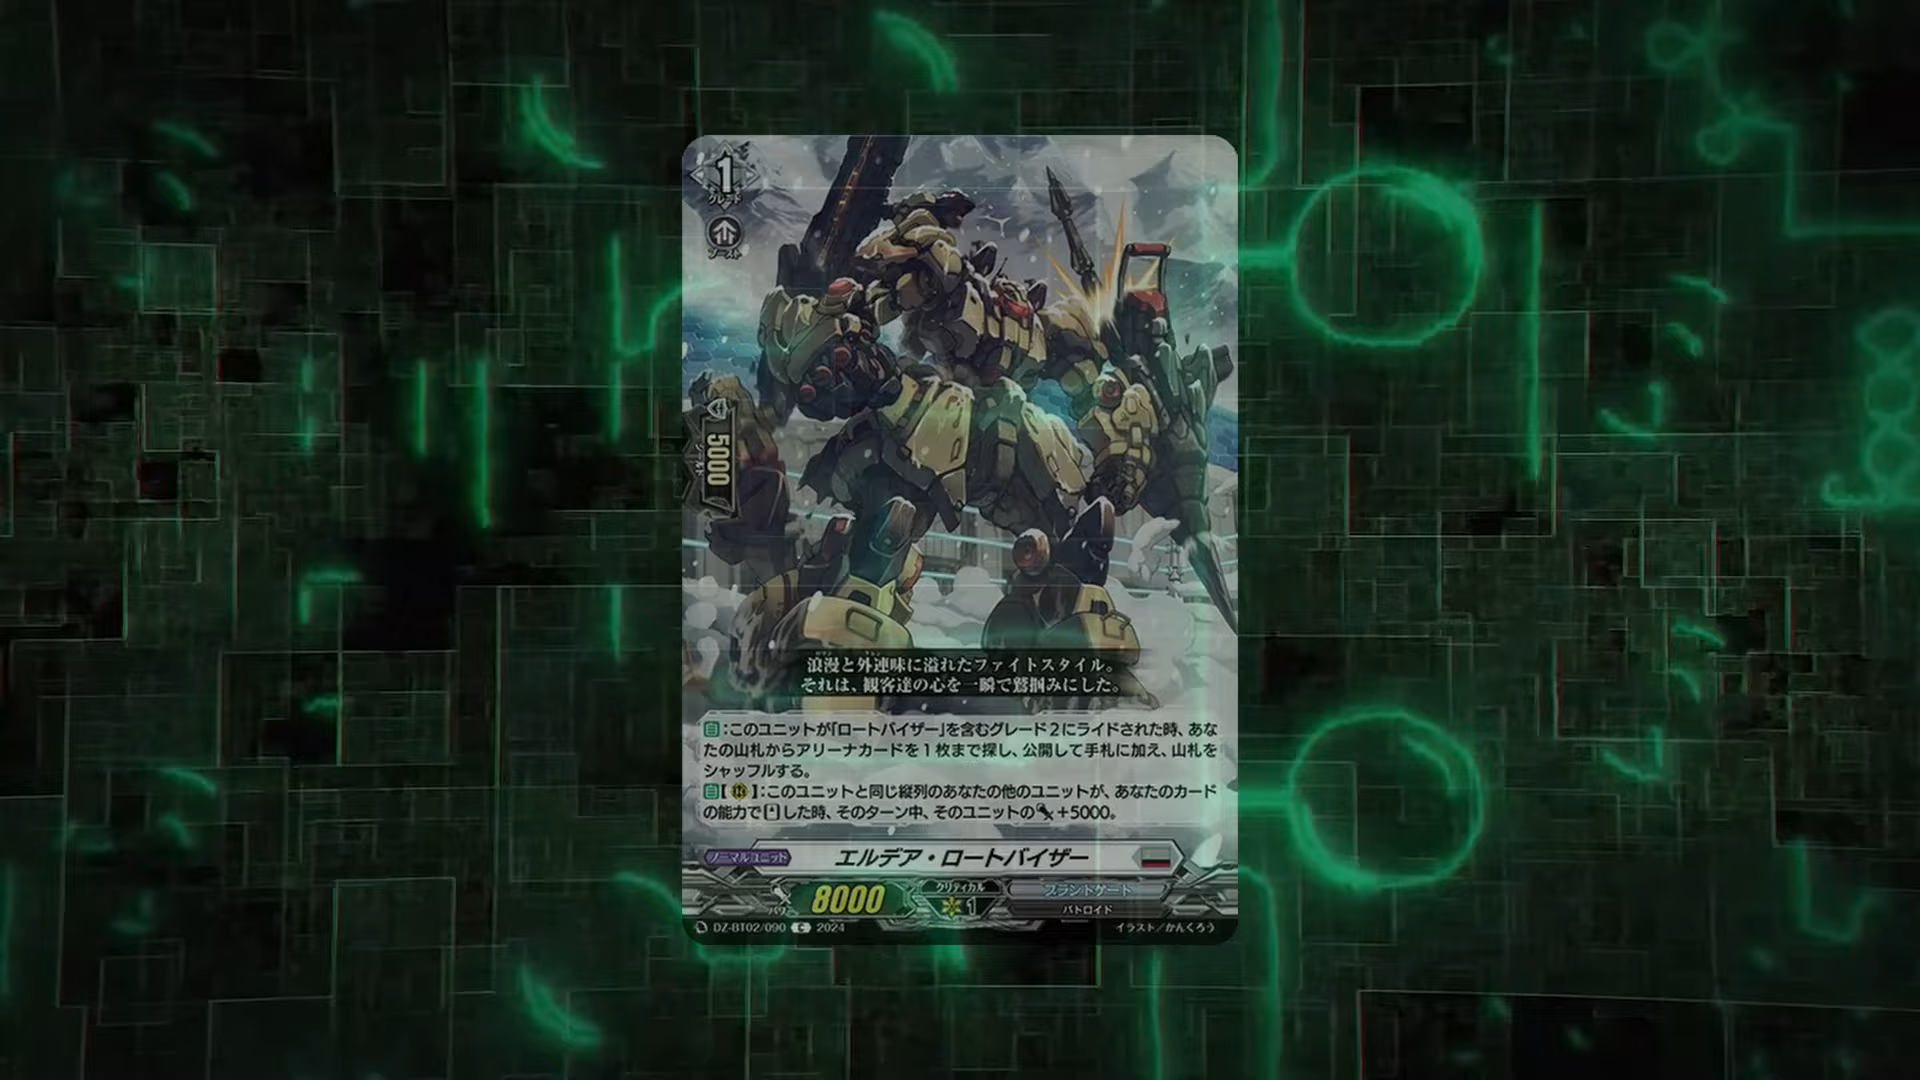 1
グレード
ブースト
5000
シールド
浪漫と外連味に溢れたファイトスタイル。
それは、観客達の心を一瞬で鷲掴みにした。
:このユニットが「ロートバイザー」を含むグレード2にライドされた時、あな
たの山札からアリーナカードを1枚まで探し、公開して手札に加え、山札を
シャッフルする。
【 】:このユニットと同じ縦列のあなたの他のユニットが、あなたのカード
の能力で した時、そのターン中、そのユニットの +5000。
ノーマルユニット
エルデア・ロートバイザー
パワー
8000
クリティカル
1
ブラントゲート
バトロイド
DZ-BT02/090 C 2024
イラスト/かんくろう